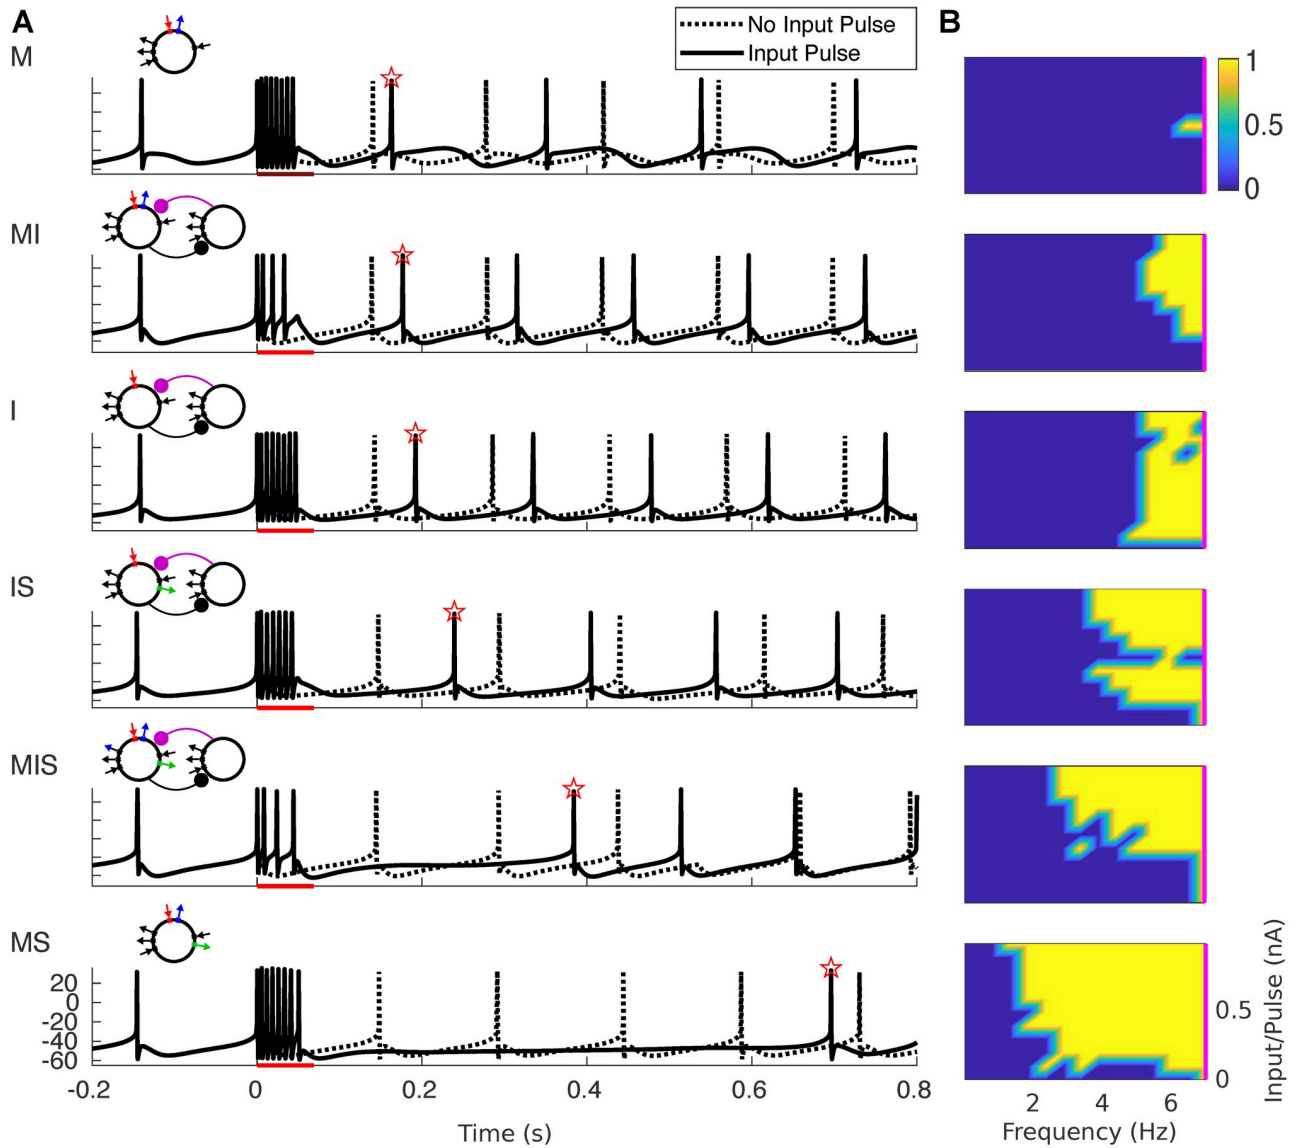 A
No Input Pulse
Input Pulse
B
M
1
0.5
0
MI
I
IS
MIS
MS
20
0
-20
-40
-60
-0.2 0 0.2 0.4 0.6 0.8
Time (s)
0.5
0
Input/Pulse (nA)
2 4 6
Frequency (Hz)